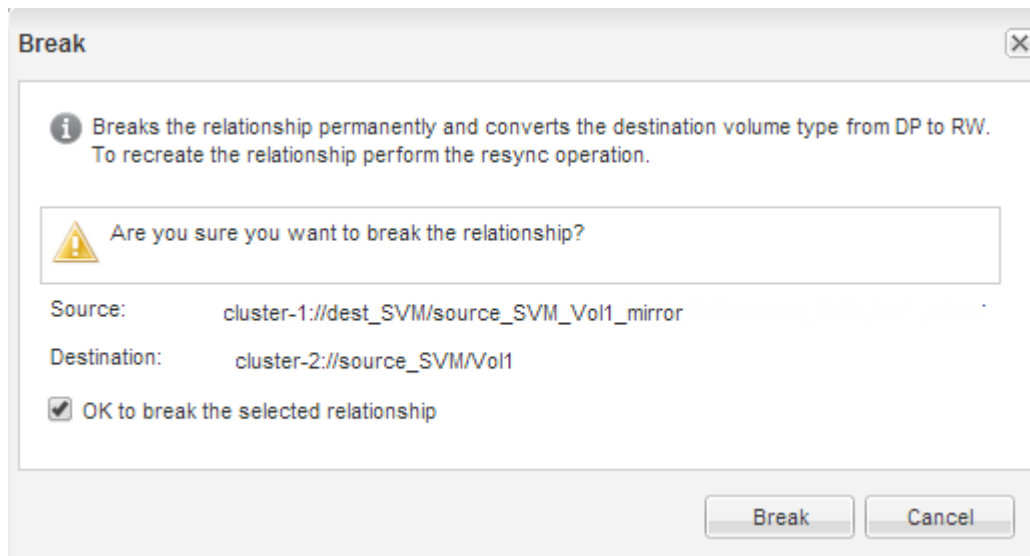 Break
Breaks the relationship permanently and converts the destination volume type from DP to RW.
To recreate the relationship perform the resync operation.
Are you sure you want to break the relationship?
Source: cluster-1://dest_SVM/source_SVM_Vol1_mirror
Destination: cluster-2://source_SVM/Vol1
OK to break the selected relationship
Break Cancel